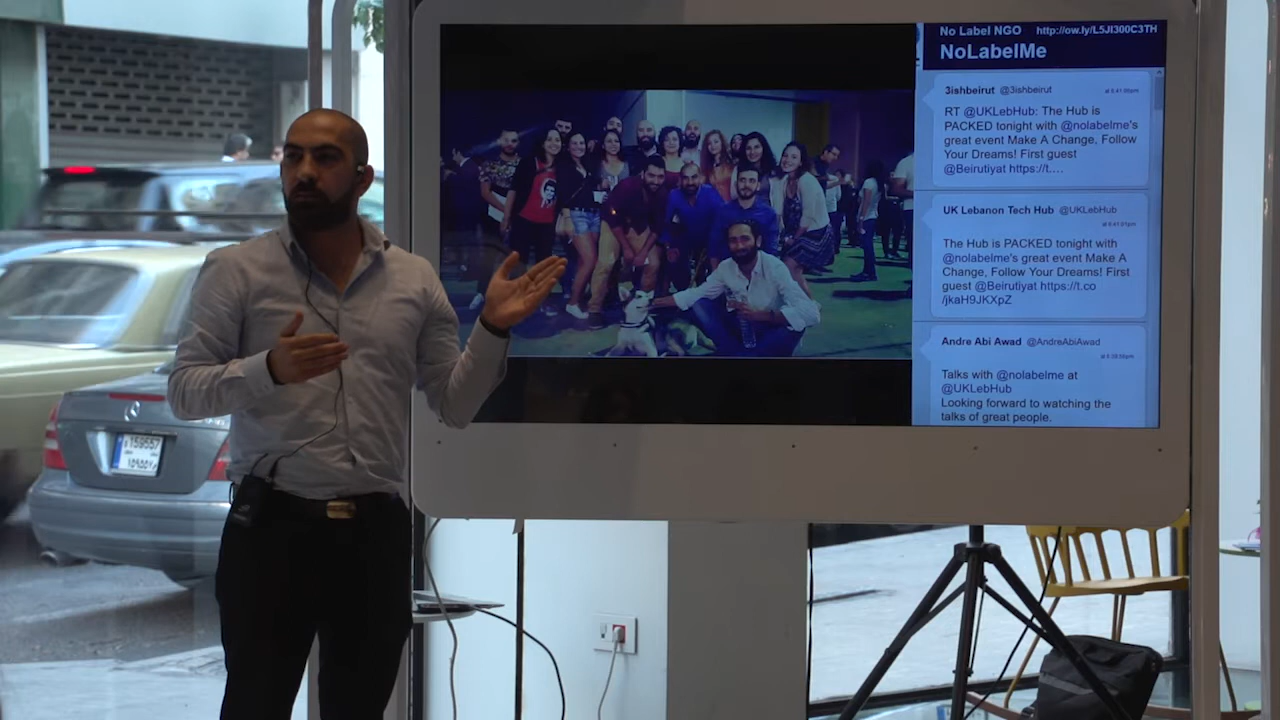 No Label NGO http://ow.ly/L5JI300C3TH
NoLabelMe
3ishbeirut @3ishbeirut
RT @UKLebHub: The Hub is
PACKED tonight with @nolabelme's
great event Make A Change, Follow
Your Dreams! First guest
@Beirutiyat https://t.…
UK Lebanon Tech Hub @UKLebHub
The Hub is PACKED tonight with
@nolabelme's great event Make A
Change, Follow Your Dreams! First
guest @Beirutiyat https://t.co
/jkaH9JKXpZ
Andre Abi Awad @AndreAbiAwad
Talks with @nolabelme at
@UKLebHub
Looking forward to watching the
talks of great people.
159557